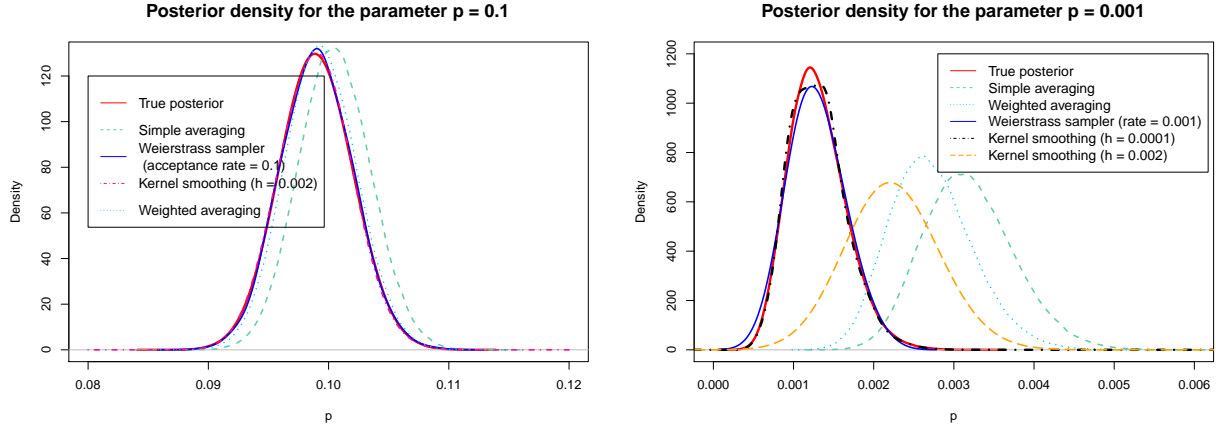 Posterior density for the parameter p = 0.1
Density
0
20
40
60
80
100
120
True posterior
Simple averaging
Weierstrass sampler
(acceptance rate = 0.1)
Kernel smoothing (h = 0.002)
Weighted averaging
0.08
0.09
0.10
0.11
0.12
p
Posterior density for the parameter p = 0.001
Density
0
200
400
600
800
1000
1200
True posterior
Simple averaging
Weighted averaging
Weierstrass sampler (rate = 0.001)
Kernel smoothing (h = 0.0001)
Kernel smoothing (h = 0.002)
0.000
0.001
0.002
0.003
0.004
0.005
0.006
p